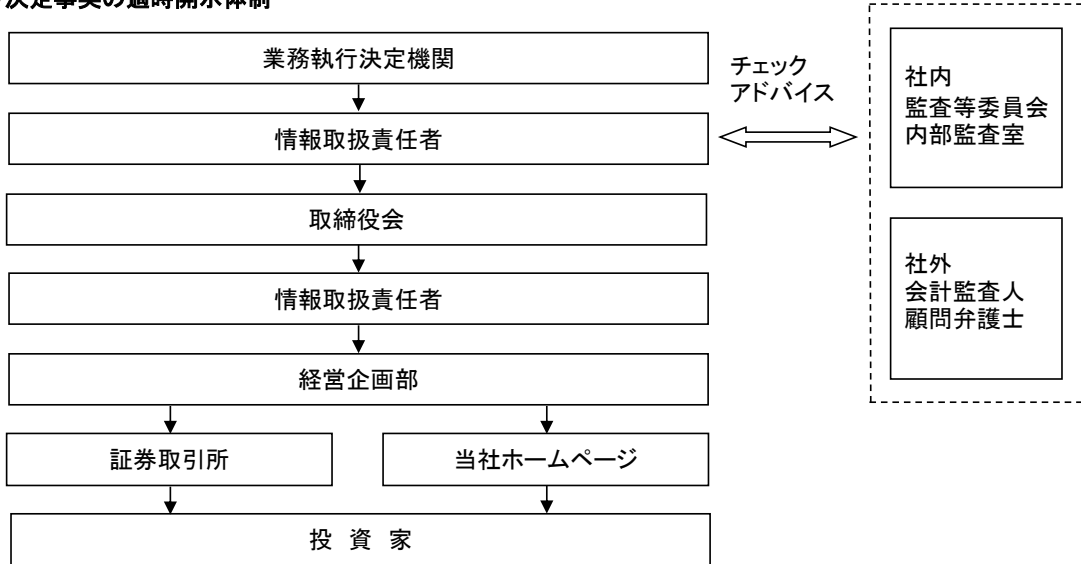 決定事実の適時開示体制
業務執行決定機関
情報取扱責任者
取締役会
情報取扱責任者
経営企画部
証券取引所
当社ホームページ
投 資 家
チェック
アドバイス
社内
監査等委員会
内部監査室
社外
会計監査人
顧問弁護士